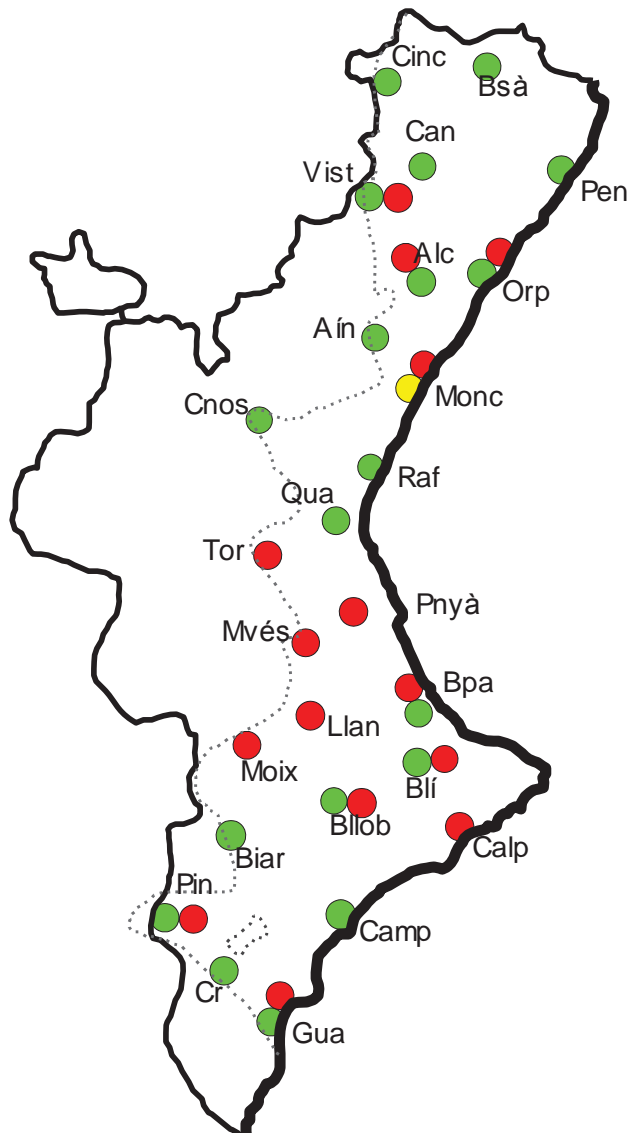 Cinc
Bsà
Can
Vist
Pen
Alc
Orp
Aín
Monc
Cnos
Raf
Qua
Tor
Pnyà
Mvés
Bpa
Llan
Moix
Blí
Bllob
Calp
Biar
Pin
Camp
Cr
Gua